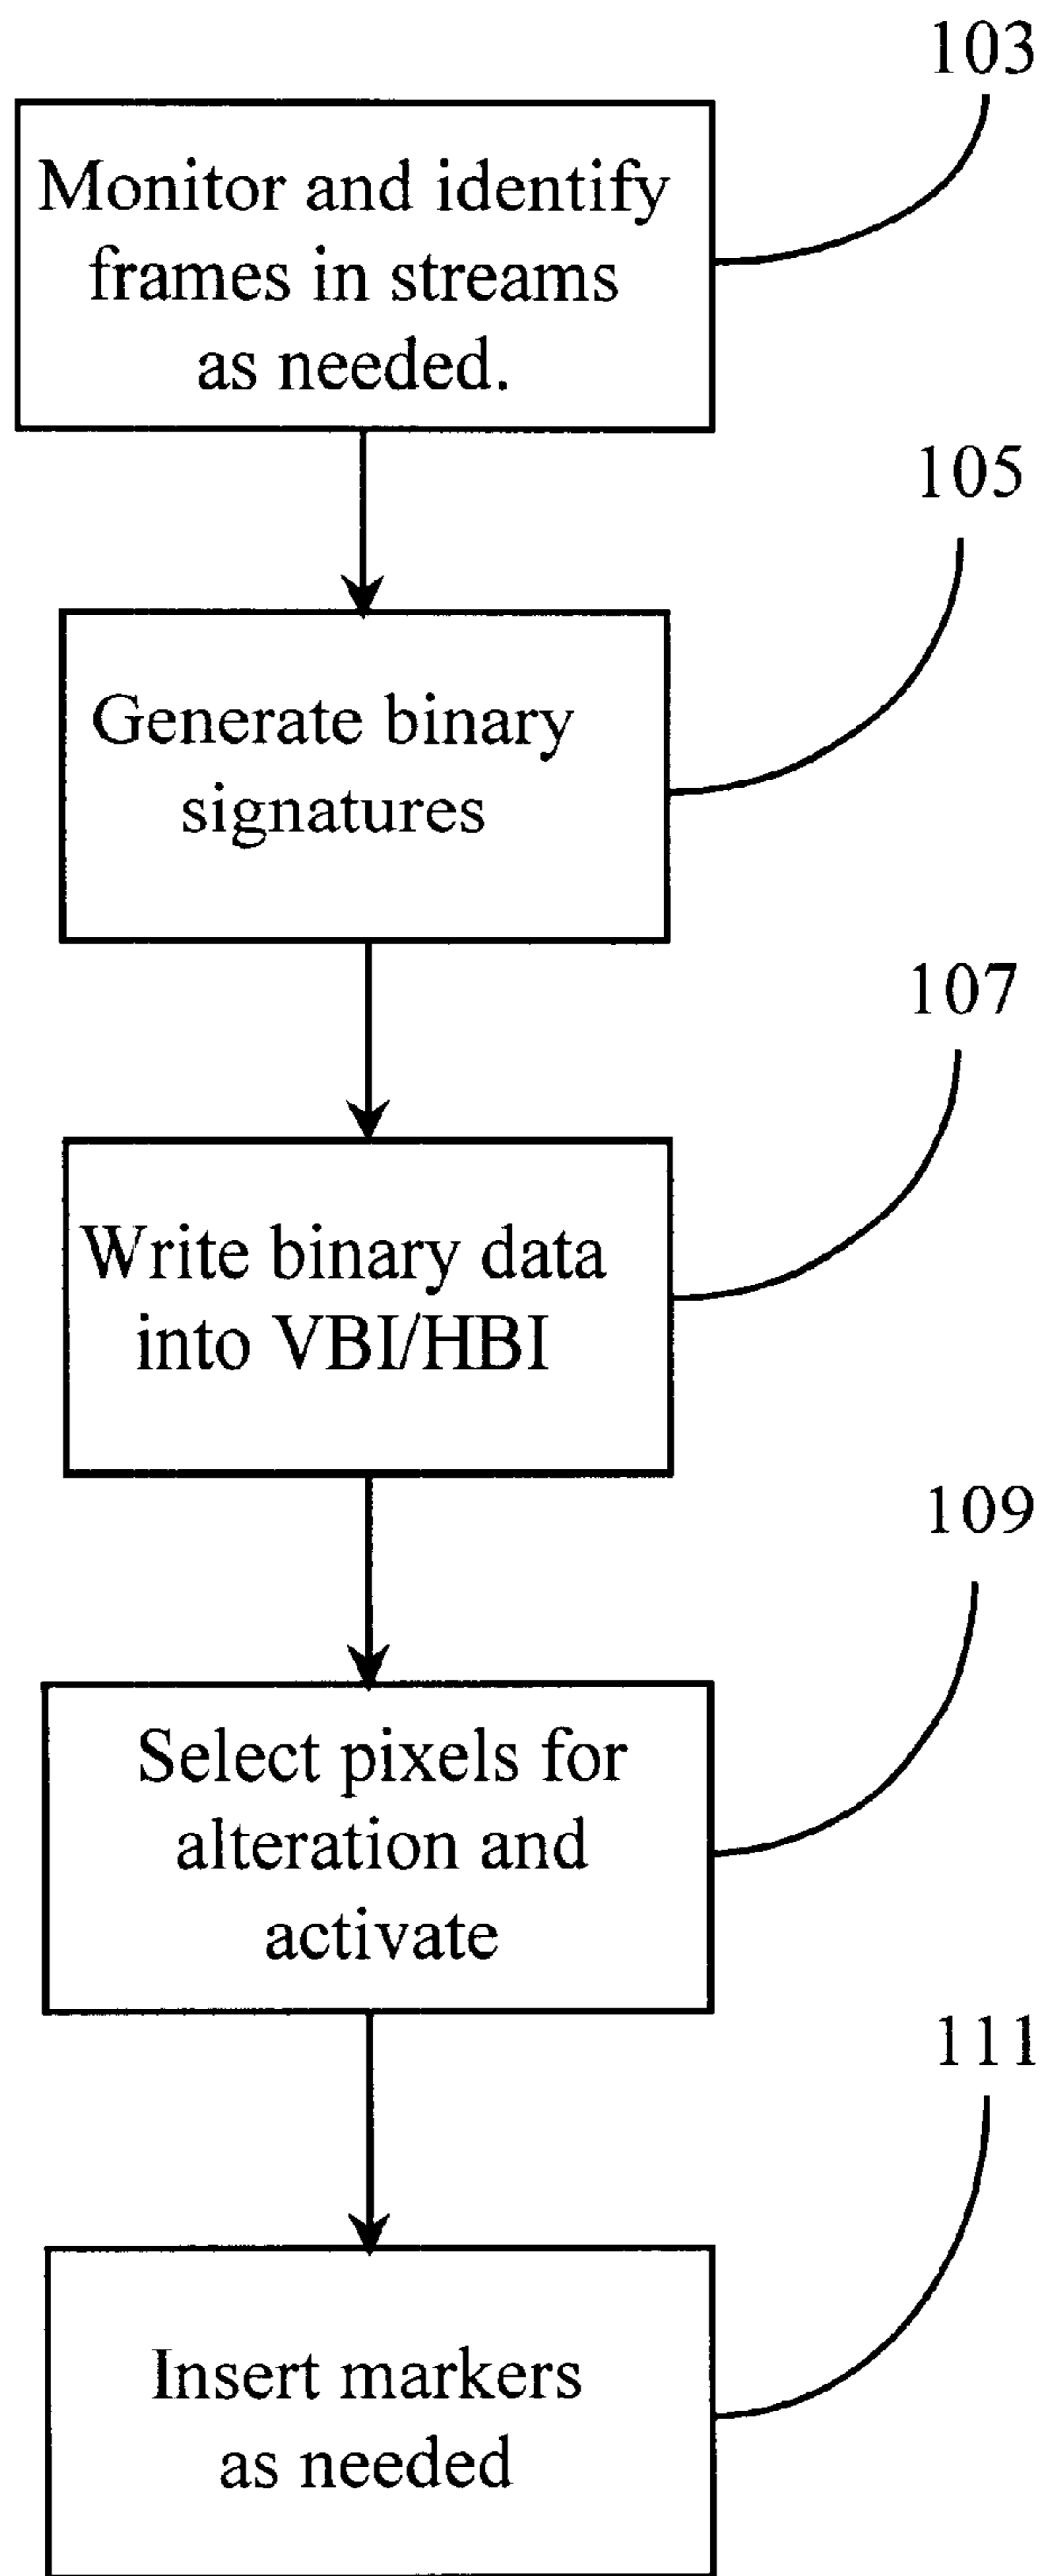 103
Monitor and identify
frames in streams
as needed.
105
Generate binary
signatures
107
Write binary data
into VBI/HBI
109
Select pixels for
alteration and
activate
111
Insert markers
as needed